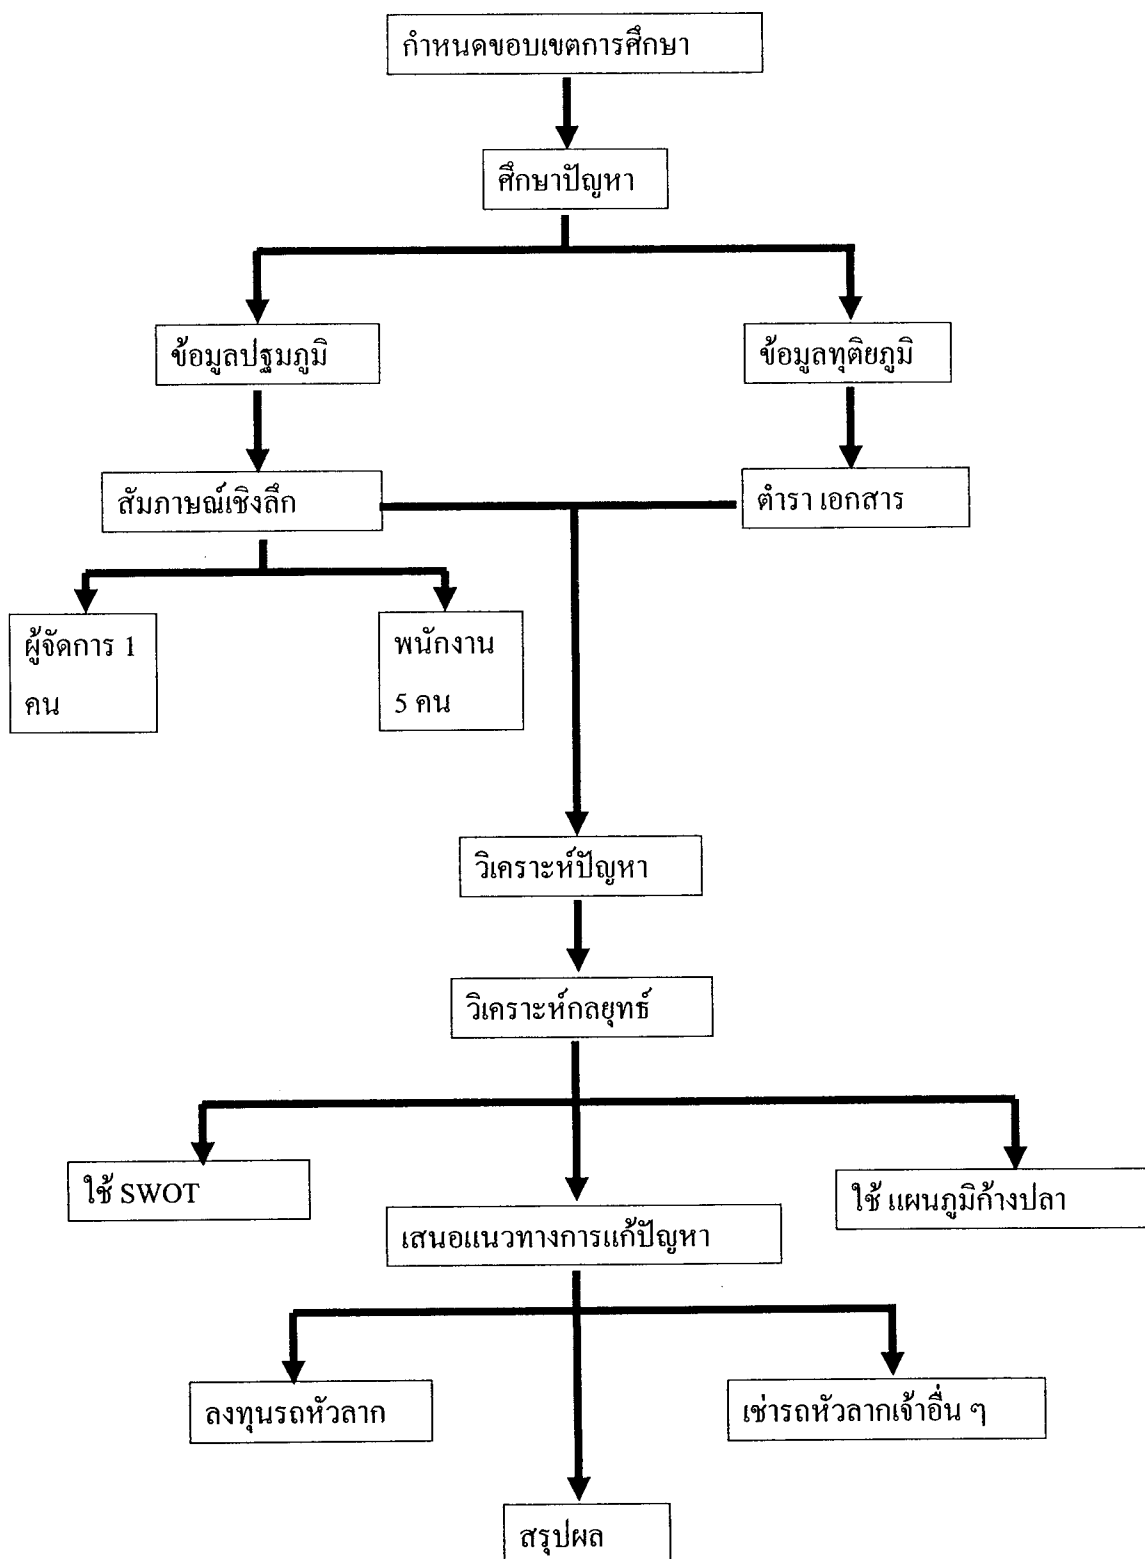 กำหนดขอบเขตการศึกษา
ศึกษาปัญหา
ข้อมูลปฐมภูมิ
ข้อมูลทุติยภูมิ
สัมภาษณ์เชิงลึก
ตำรา เอกสาร
ผู้จัดการ 1
คน
พนักงาน
5 คน
วิเคราะห์ปัญหา
วิเคราะห์กลยุทธ์
ใช้ SWOT
ใช้ แผนภูมิก้างปลา
เสนอแนวทางการแก้ปัญหา
ลงทุนรถหัวลาก
เช่ารถหัวลากเจ้าอื่น ๆ
สรุปผล